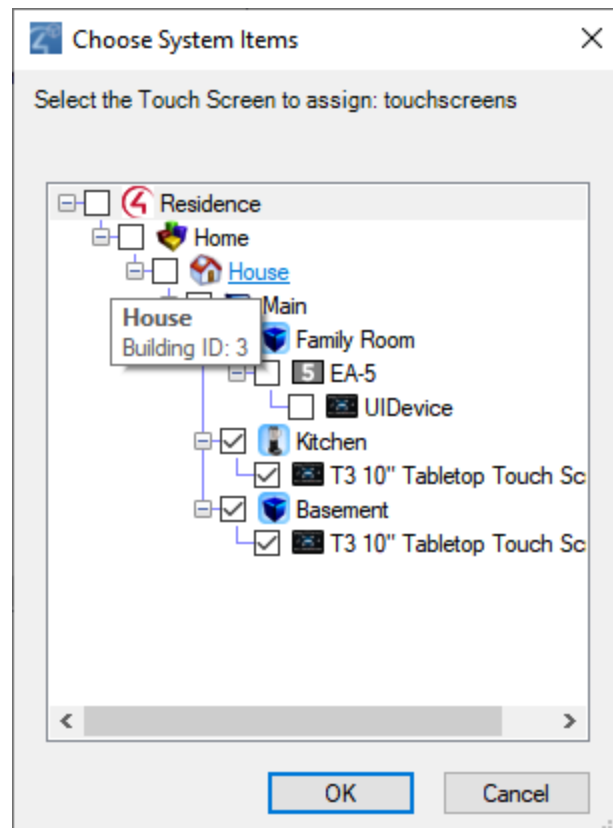 Choose System Items
Select the Touch Screen to assign: touchscreens
Residence
Home
House
Main
House
Building ID: 3
Family Room
5 EA-5
UIDevice
Kitchen
T3 10" Tabletop Touch Sc
Basement
T3 10" Tabletop Touch Sc
OK Cancel